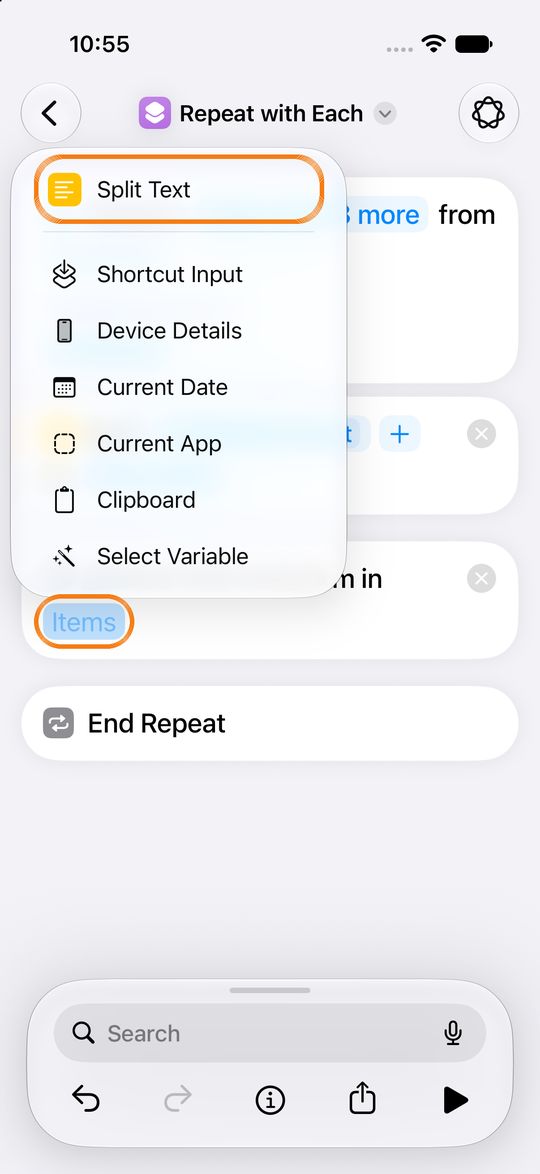 10:55
Repeat with Each
Split Text
more from
Shortcut Input
Device Details
Current Date
Current App
Clipboard
Select Variable
in
Items
End Repeat
Search